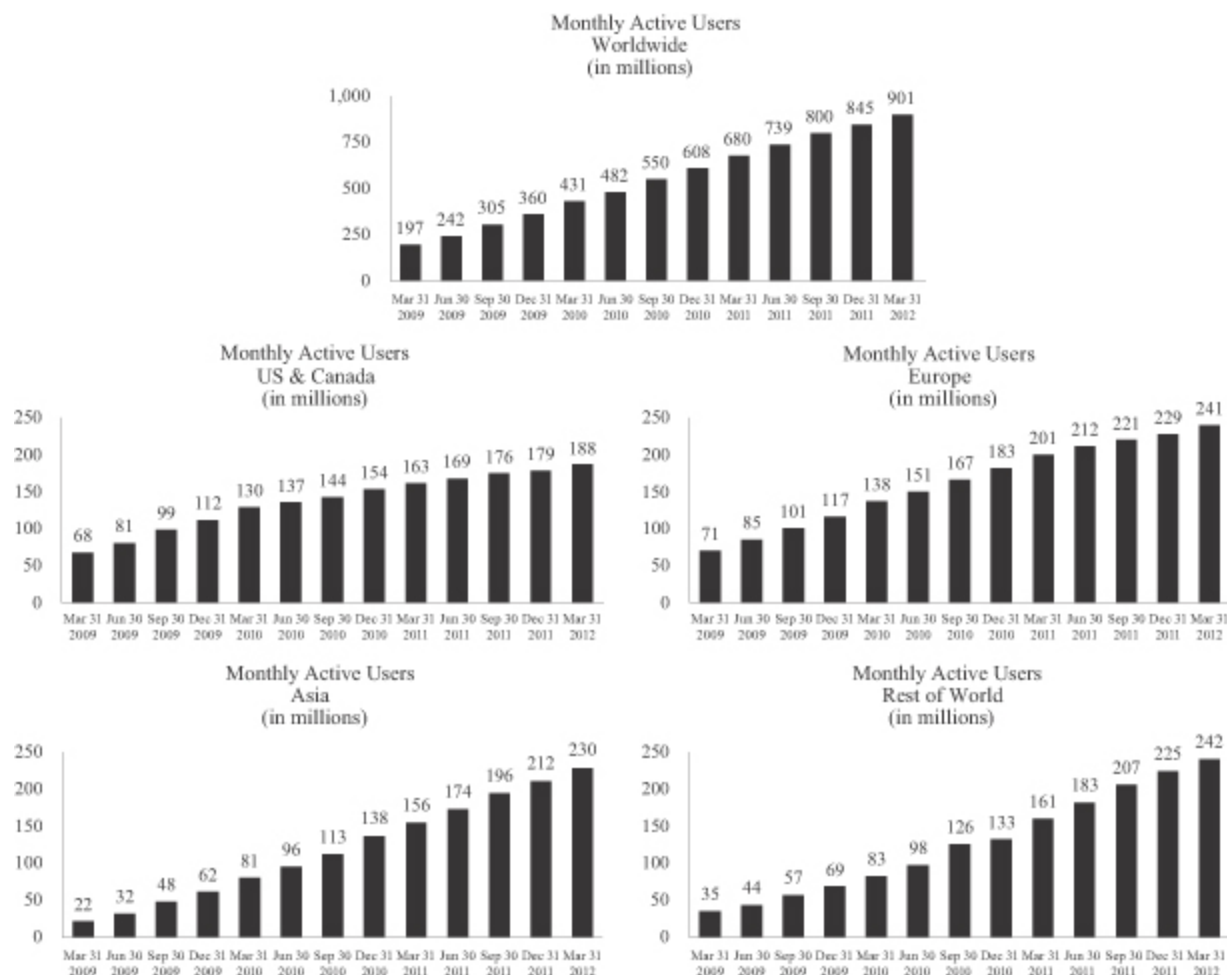 Monthly Active Users
Worldwide
(in millions)
1,000
750
500
250
0
197 242 305 360 431 482 550 608 680 739 800 845 901
Mar 31 Jun 30 Sep 30 Dec 31 Mar 31 Jun 30 Sep 30 Dec 31 Mar 31 Jun 30 Sep 30 Dec 31 Mar 31
2009 2009 2009 2009 2010 2010 2010 2010 2011 2011 2011 2011 2012
Monthly Active Users
US & Canada
(in millions)
250
200
150
100
50
0
68 81 99 112 130 137 144 154 163 169 176 179 188
Mar 31 Jun 30 Sep 30 Dec 31 Mar 31 Jun 30 Sep 30 Dec 31 Mar 31 Jun 30 Sep 30 Dec 31 Mar 31
2009 2009 2009 2009 2010 2010 2010 2010 2011 2011 2011 2011 2012
Monthly Active Users
Europe
(in millions)
250
200
150
100
50
0
71 85 101 117 138 151 167 183 201 212 221 229 241
Mar 31 Jun 30 Sep 30 Dec 31 Mar 31 Jun 30 Sep 30 Dec 31 Mar 31 Jun 30 Sep 30 Dec 31 Mar 31
2009 2009 2009 2009 2010 2010 2010 2010 2011 2011 2011 2011 2012
Monthly Active Users
Asia
(in millions)
250
200
150
100
50
0
22 32 48 62 81 96 113 138 156 174 196 212 230
Mar 31 Jun 30 Sep 30 Dec 31 Mar 31 Jun 30 Sep 30 Dec 31 Mar 31 Jun 30 Sep 30 Dec 31 Mar 31
2009 2009 2009 2009 2010 2010 2010 2010 2011 2011 2011 2011 2012
Monthly Active Users
Rest of World
(in millions)
250
200
150
100
50
0
35 44 57 69 83 98 126 133 161 183 207 225 242
Mar 31 Jun 30 Sep 30 Dec 31 Mar 31 Jun 30 Sep 30 Dec 31 Mar 31 Jun 30 Sep 30 Dec 31 Mar 31
2009 2009 2009 2009 2010 2010 2010 2010 2011 2011 2011 2011 2012